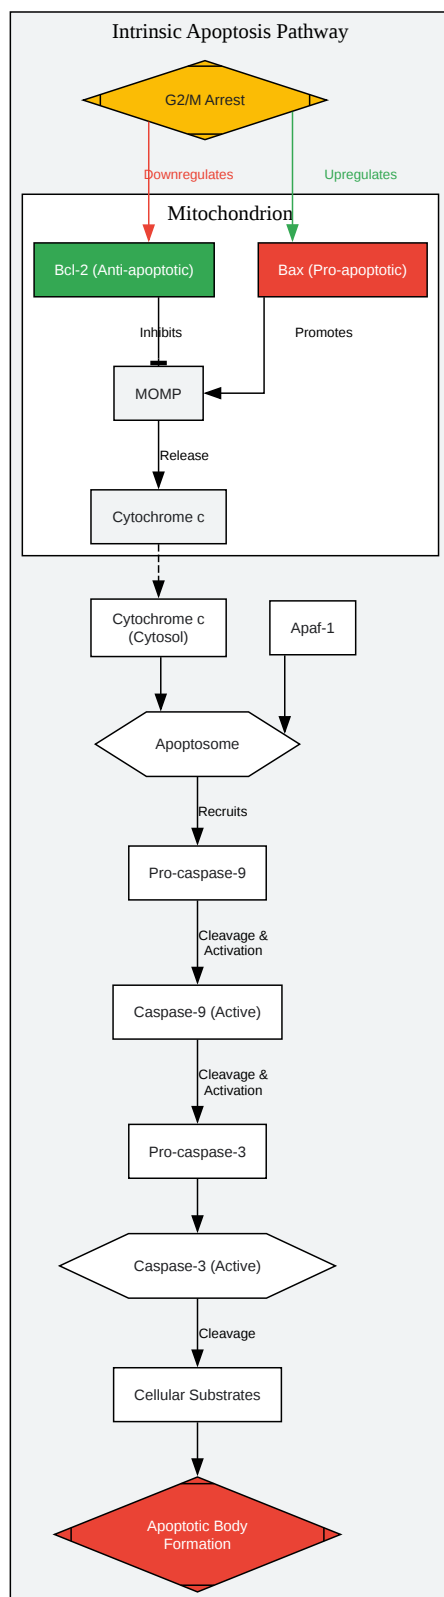 Intrinsic Apoptosis Pathway
G2/M Arrest
Downregulates
Upregulates
Mitochondrion
Bcl-2 (Anti-apoptotic)
Bax (Pro-apoptotic)
Inhibits
Promotes
MOMP
Release
Cytochrome c
Cytochrome c
(Cytosol)
Apaf-1
Apoptosome
Recruits
Pro-caspase-9
Cleavage &
Activation
Caspase-9 (Active)
Cleavage &
Activation
Pro-caspase-3
Caspase-3 (Active)
Cleavage
Cellular Substrates
Apoptotic Body
Formation